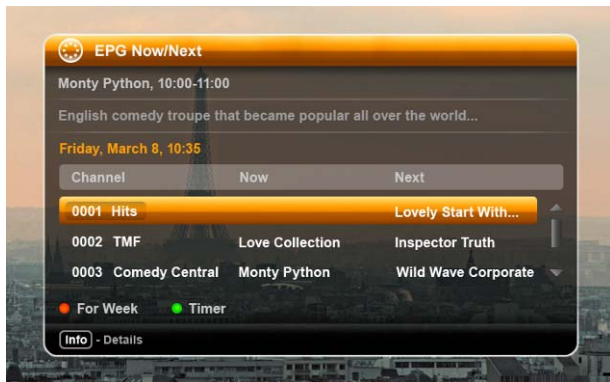 EPG Now/Next
Monty Python, 10:00-11:00
English comedy troupe that became popular all over the world...
Friday, March 8, 10:35
Channel Now Next
0001 Hits Lovely Start With...
0002 TMF Love Collection Inspector Truth
0003 Comedy Central Monty Python Wild Wave Corporate
For Week Timer
Info - Details